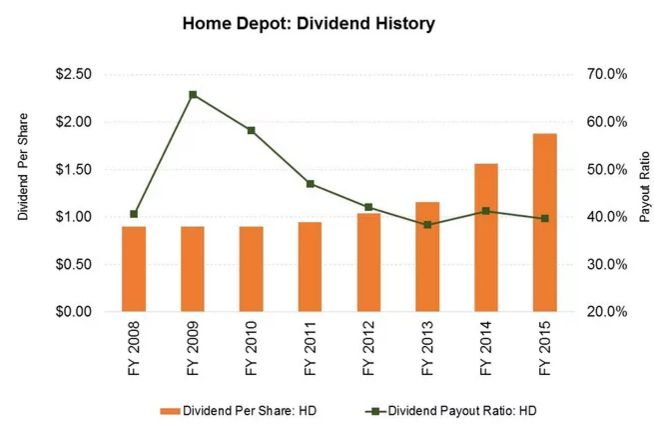 Home Depot: Dividend History
Dividend Per Share
$2.50
$2.00
$1.50
$1.00
$0.50
$0.00
70.0%
60.0%
50.0%
40.0%
30.0%
20.0%
Payout Ratio
FY 2008
FY 2009
FY 2010
FY 2011
FY 2012
FY 2013
FY 2014
FY 2015
Dividend Per Share: HD
Dividend Payout Ratio: HD